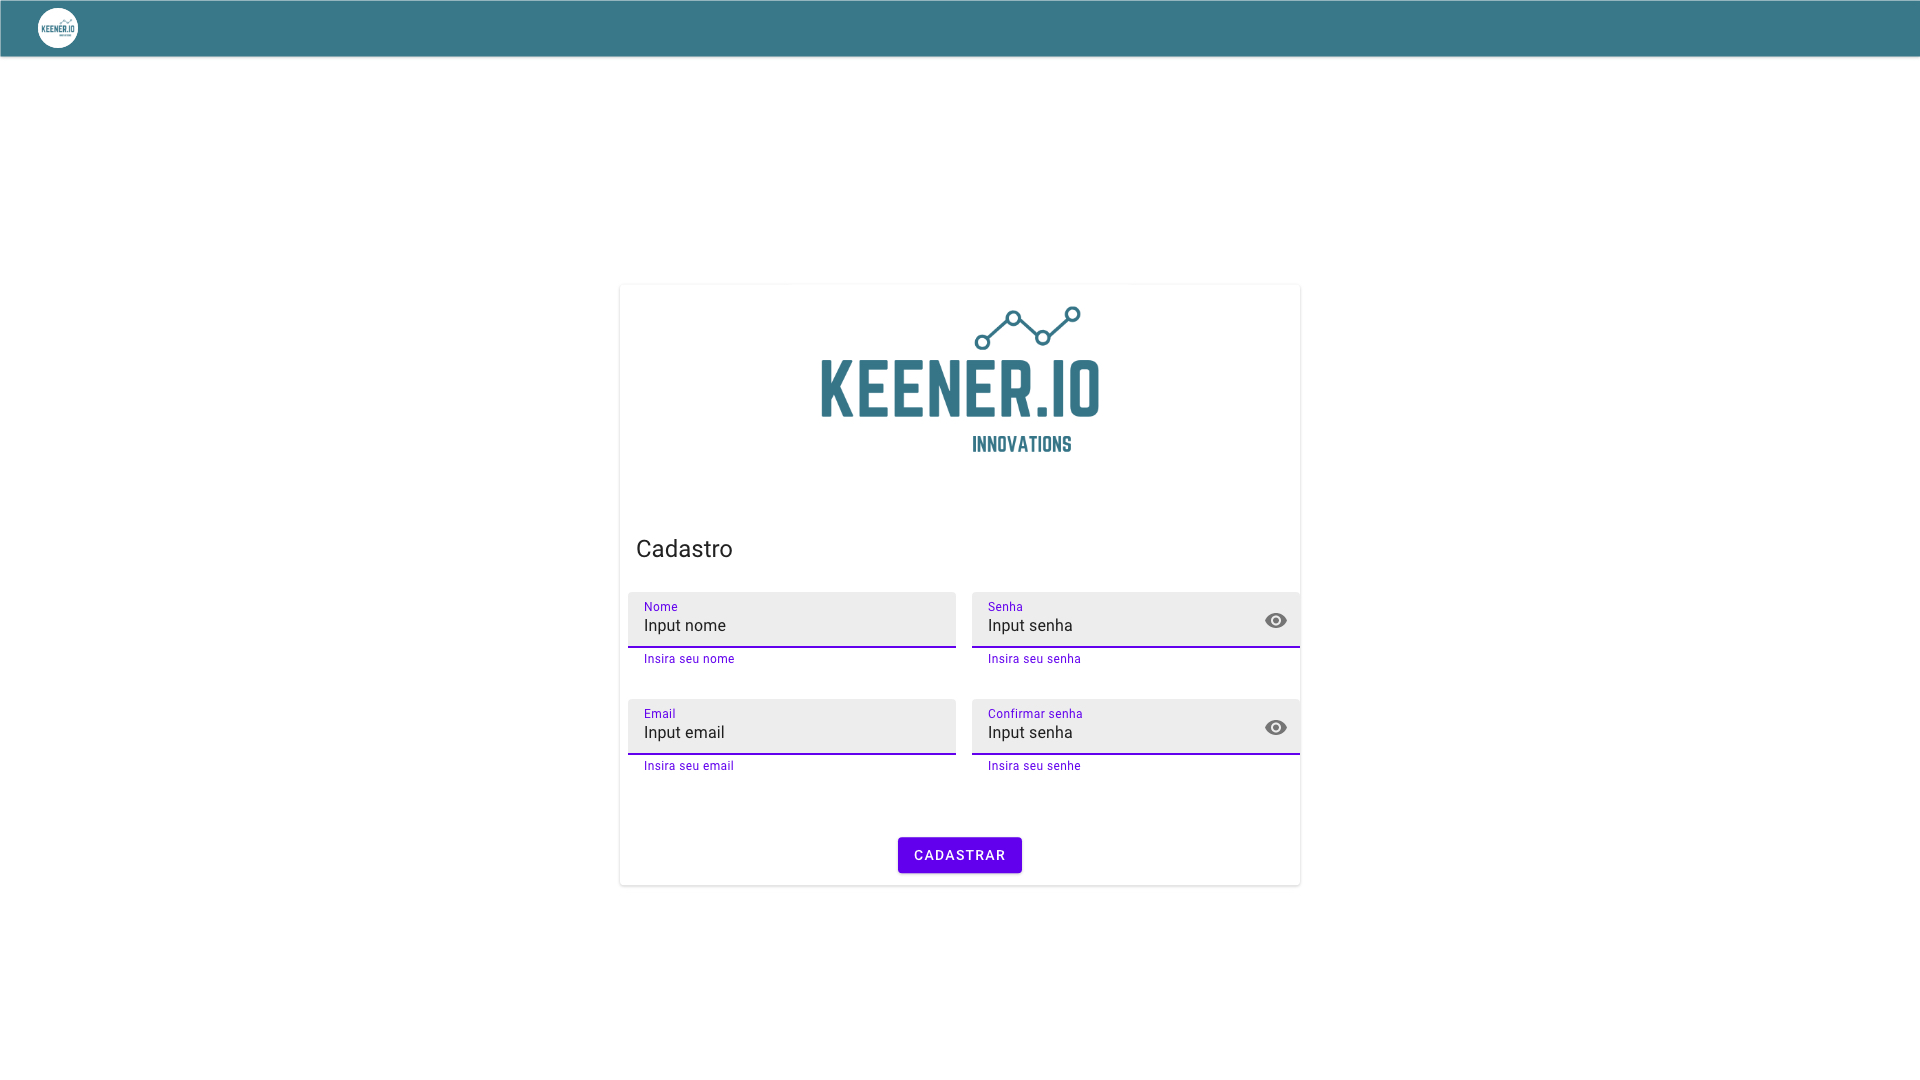 KEENER.IO
KEENER.IO
INNOVATIONS
Cadastro
Nome
Input nome
Insira seu nome
Senha
Input senha
Insira seu senha
Email
Input email
Insira seu email
Confirmar senha
Input senha
Insira seu senhe
CADASTRAR